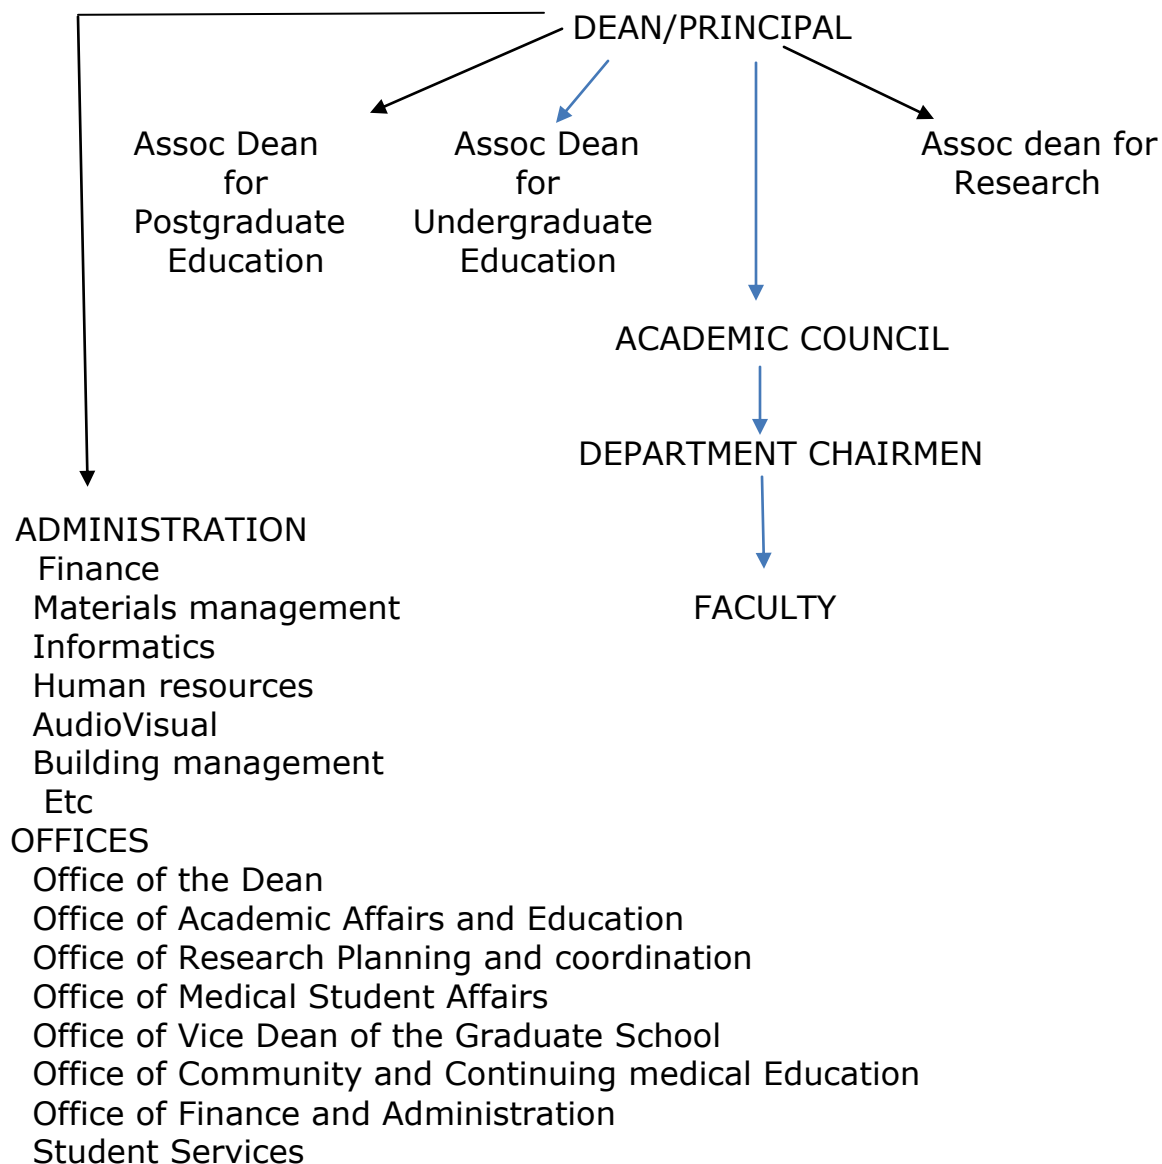 DEAN/PRINCIPAL
Assoc Dean
for
Postgraduate
Education
Assoc Dean
for
Undergraduate
Education
Assoc dean for
Research
ACADEMIC COUNCIL
DEPARTMENT CHAIRMEN
FACULTY
ADMINISTRATION
Finance
Materials management
Informatics
Human resources
AudioVisual
Building management
Etc
OFFICES
Office of the Dean
Office of Academic Affairs and Education
Office of Research Planning and coordination
Office of Medical Student Affairs
Office of Vice Dean of the Graduate School
Office of Community and Continuing medical Education
Office of Finance and Administration
Student Services